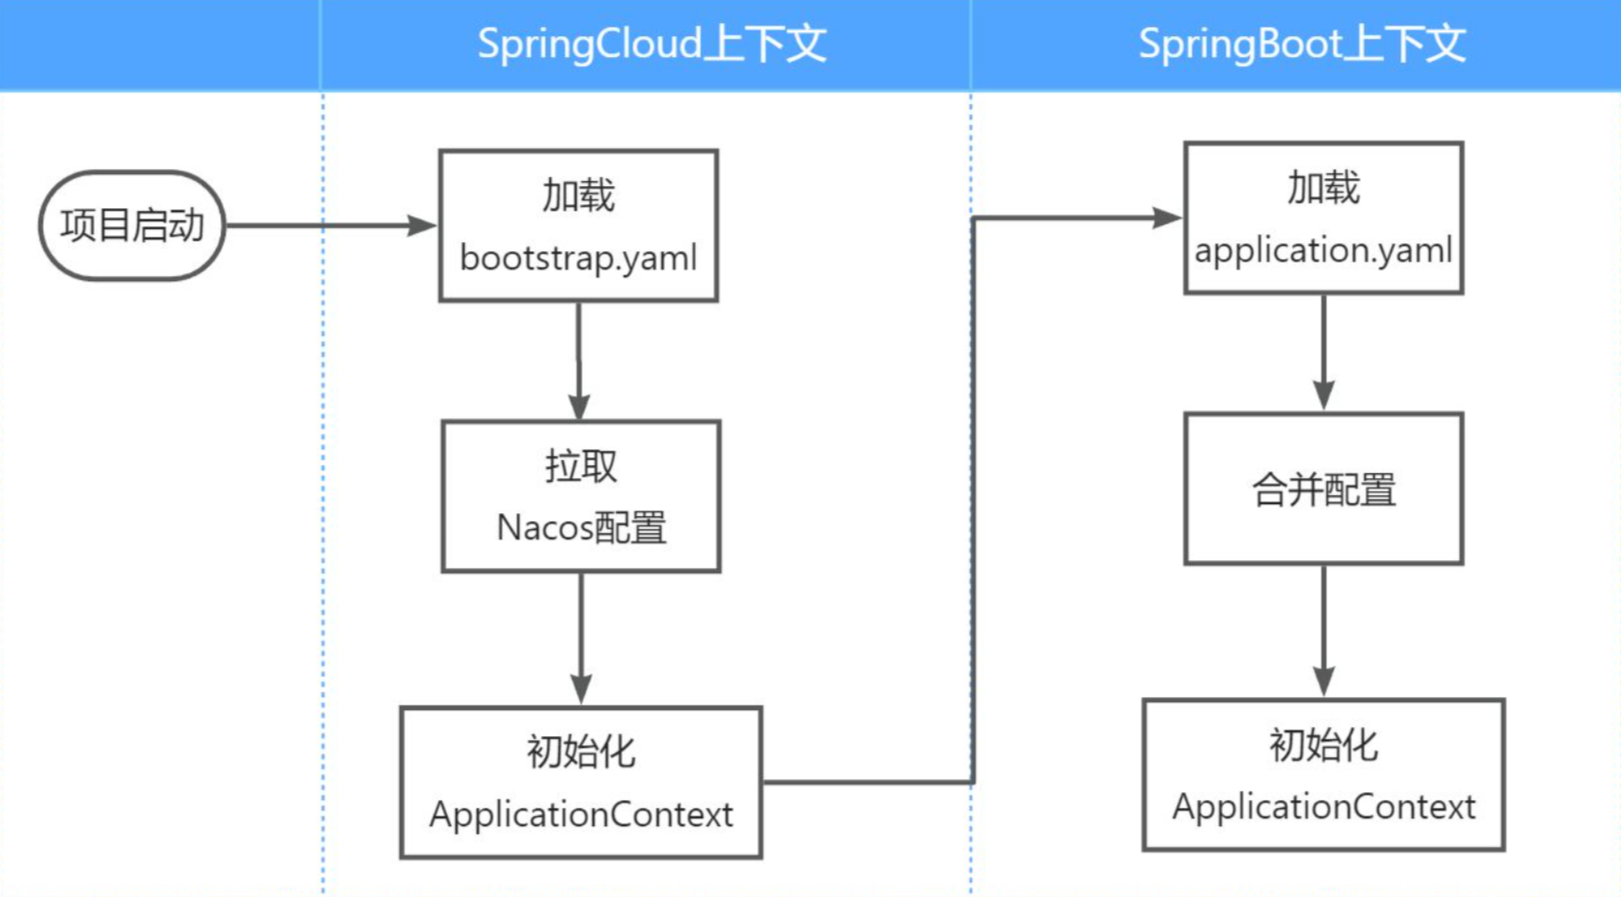 SpringCloud上下文
SpringBoot上下文
项目启动
加载
bootstrap.yaml
拉取
Nacos配置
初始化
ApplicationContext
加载
application.yaml
合并配置
初始化
ApplicationContext